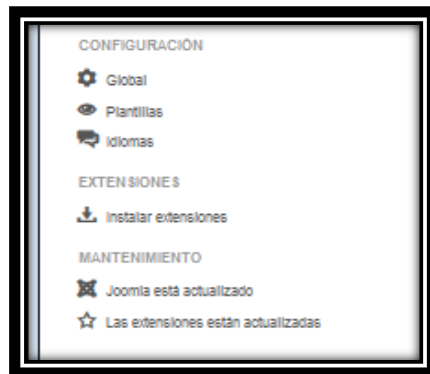 CONFIGURACIÓN
Global
Plantillas
Idiomas
EXTENSIONES
Instalar extensiones
MANTENIMIENTO
Joomla está actualizado
Las extensiones están actualizadas